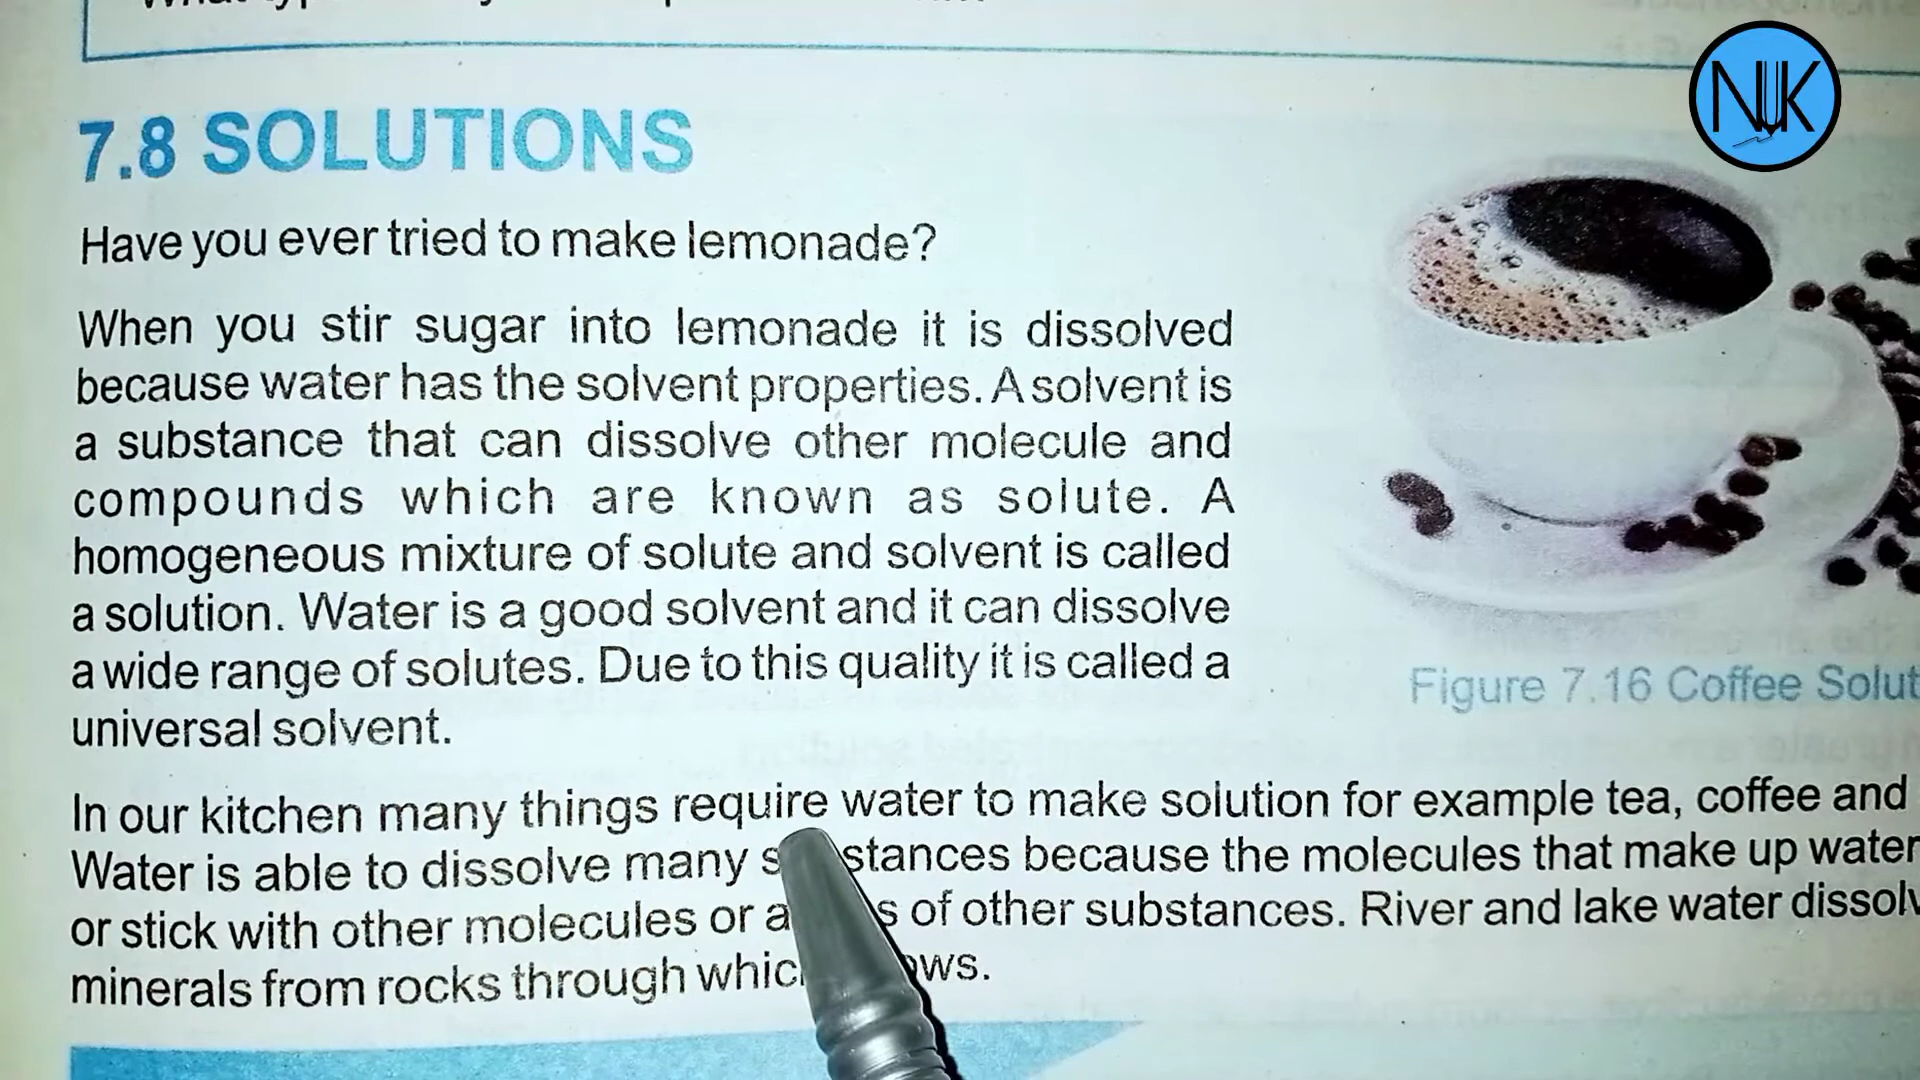 7.8 SOLUTIONS
NUK
Have you ever tried to make lemonade?
When you stir sugar into lemonade it is dissolved
because water has the solvent properties. A solvent is
a substance that can dissolve other molecule and
compounds which are known as solute. A
homogeneous mixture of solute and solvent is called
a solution. Water is a good solvent and it can dissolve
a wide range of solutes. Due to this quality it is called a
universal solvent.
Figure 7.16 Coffee Solut
In our kitchen many things require water to make solution for example tea, coffee and
Water is able to dissolve many stances because the molecules that make up water
or stick with other molecules or of other substances. River and lake water dissolv
minerals from rocks through which